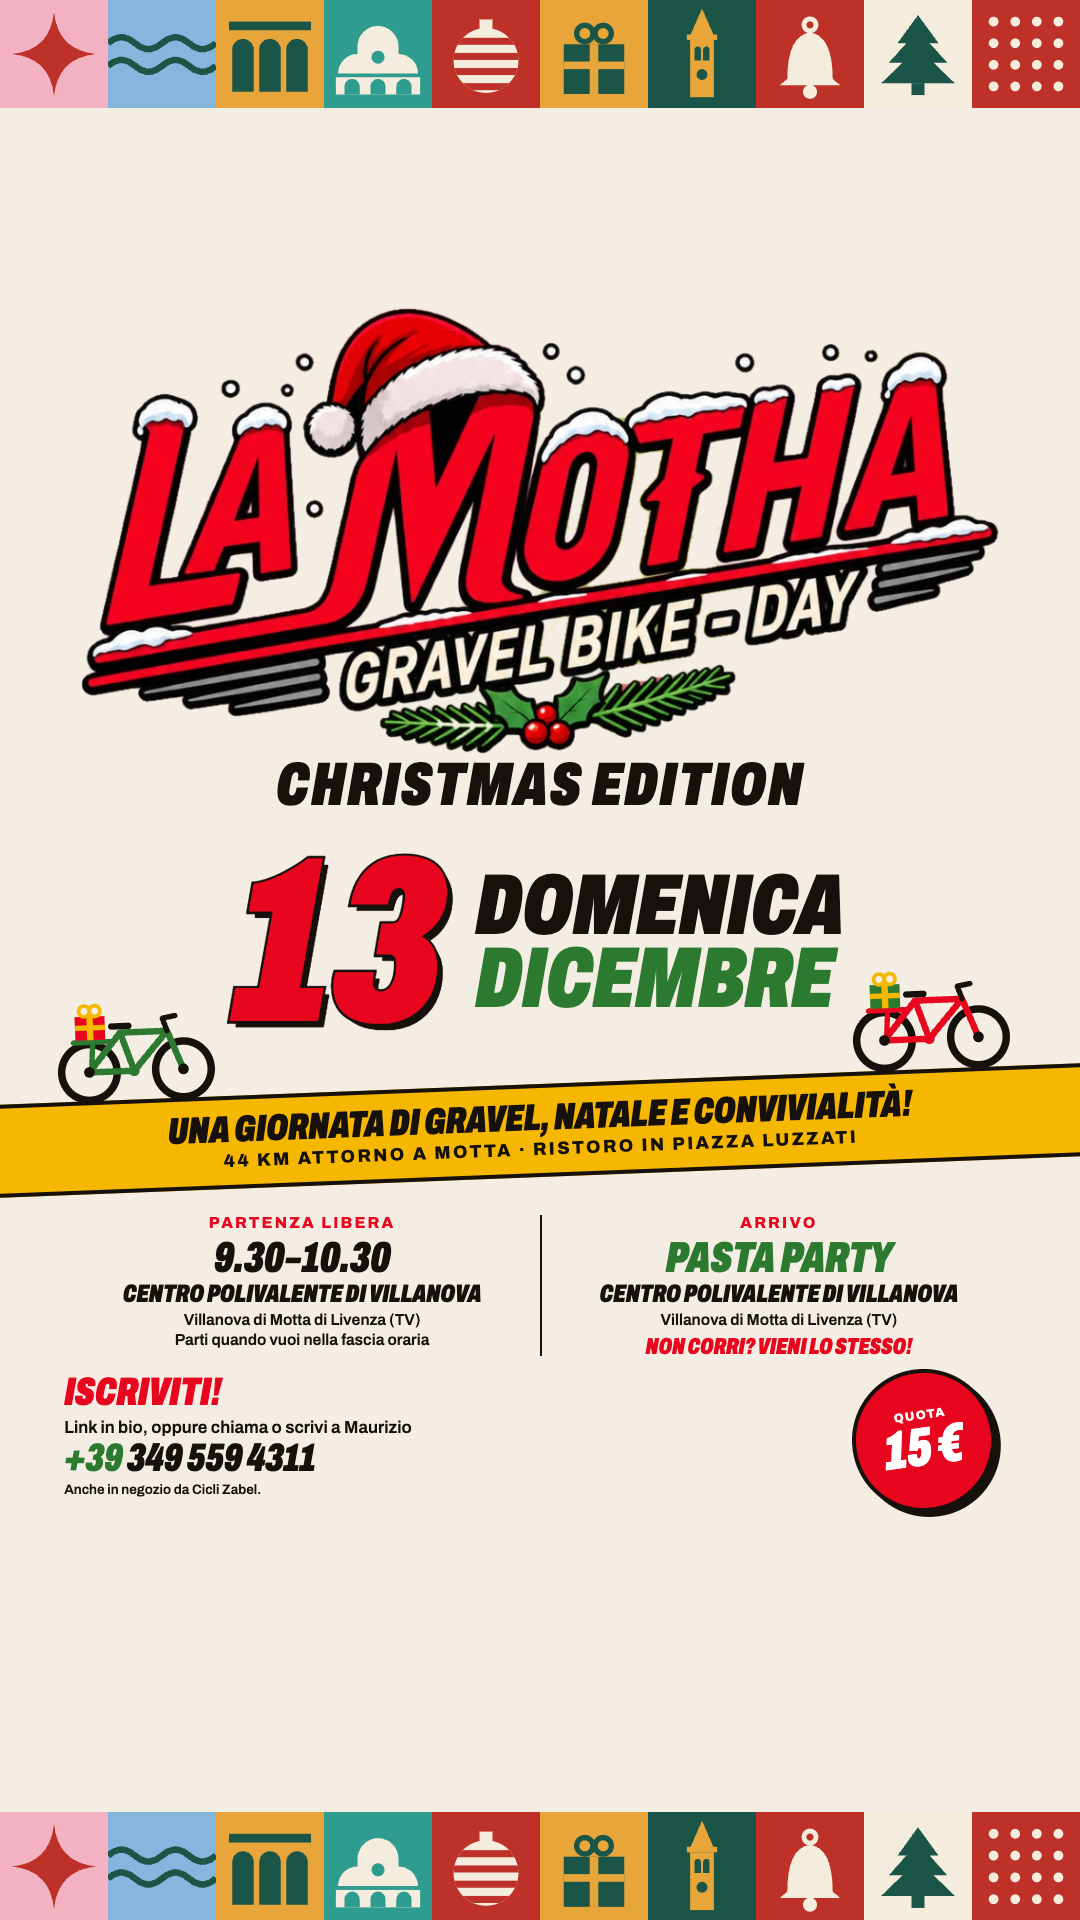 LA MOTHA
GRAVEL BIKE - DAY
CHRISTMAS EDITION
13
DOMENICA
DICEMBRE
UNA GIORNATA DI GRAVEL, NATALE E CONVIVIALITÀ!
44 KM ATTORNO A MOTTA · RISTORO IN PIAZZA LUZZATI
PARTENZA LIBERA
9.30–10.30
CENTRO POLIVALENTE DI VILLANOVA
Villanova di Motta di Livenza (TV)
Parti quando vuoi nella fascia oraria
ARRIVO
PASTA PARTY
CENTRO POLIVALENTE DI VILLANOVA
Villanova di Motta di Livenza (TV)
NON CORRI? VIENI LO STESSO!
ISCRIVITI!
Link in bio, oppure chiama o scrivi a Maurizio
+39 349 559 4311
Anche in negozio da Cicli Zabel.
QUOTA
15 €